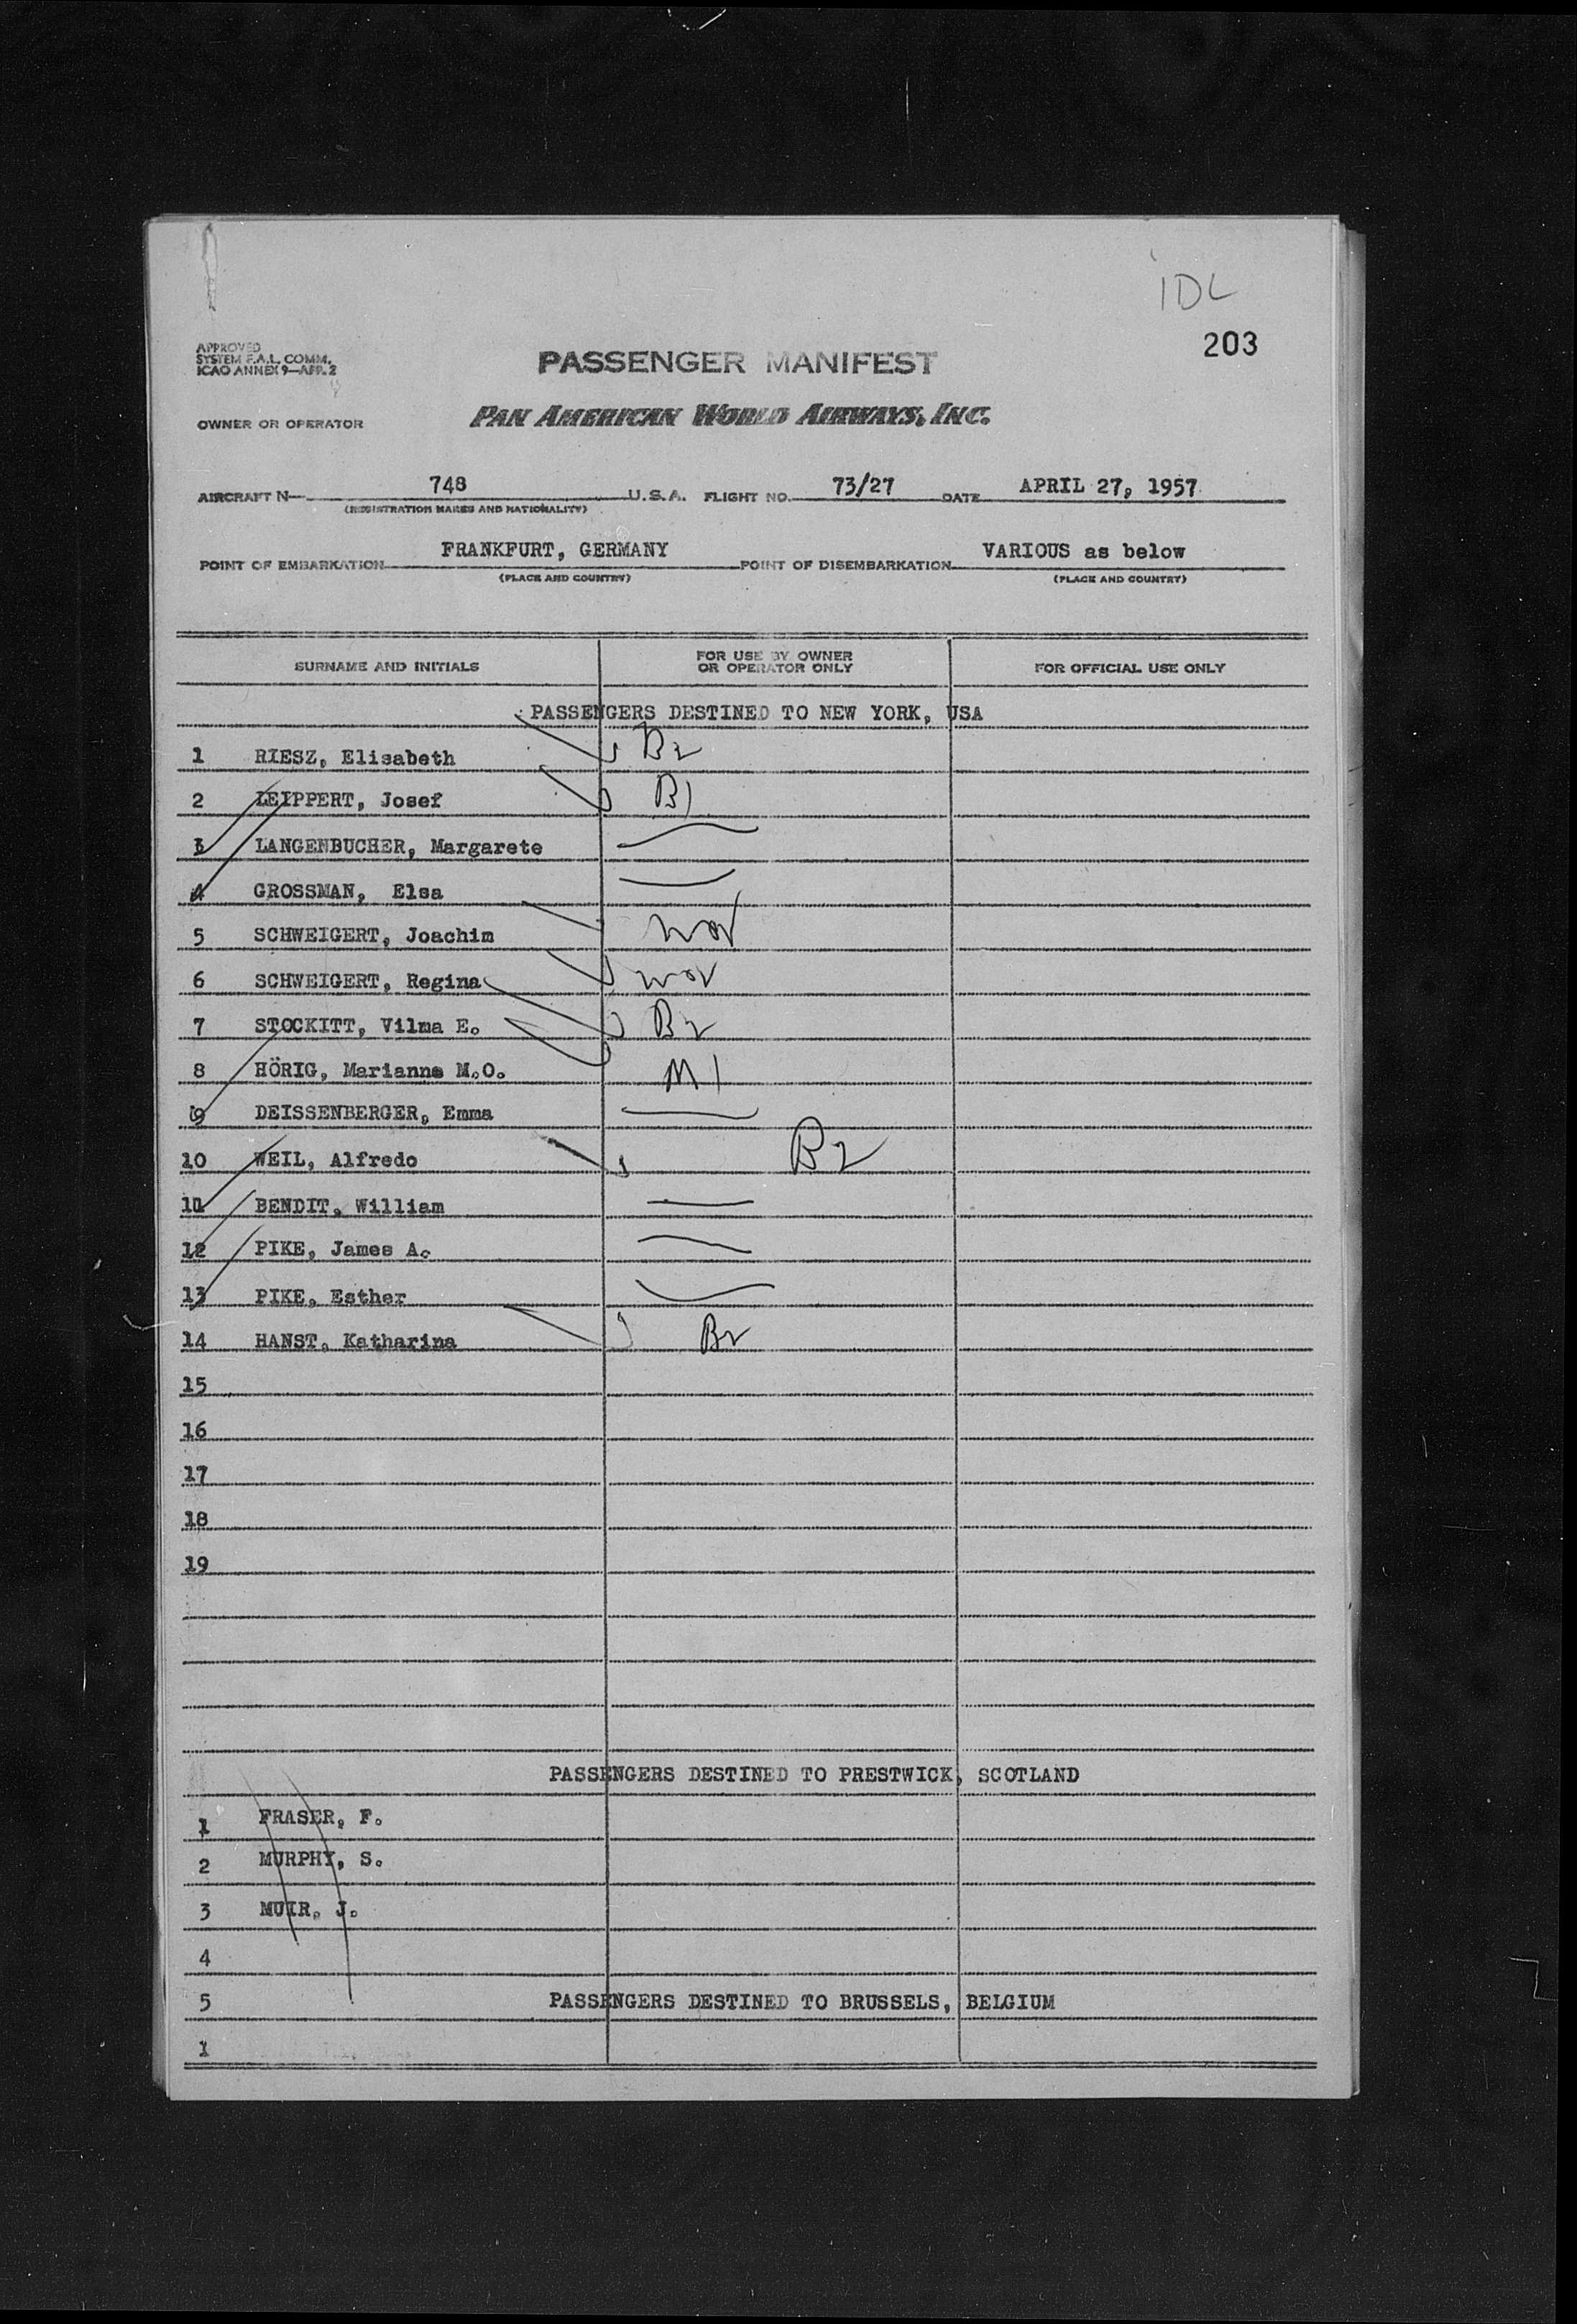 IDL
203
APPROVED
SYSTEM F.A.L. COMM.
ICAO ANNEX 9—APP. 2
PASSENGER MANIFEST
OWNER OR OPERATOR PAN AMERICAN WORLD AIRWAYS, INC.
AIRCRAFT N— 748 U.S.A. FLIGHT NO. 73/27 DATE APRIL 27, 1957
(REGISTRATION MARKS AND NATIONALITY)
POINT OF EMBARKATION FRANKFURT, GERMANY POINT OF DISEMBARKATION VARIOUS as below
(PLACE AND COUNTRY) (PLACE AND COUNTRY)
SURNAME AND INITIALS FOR USE BY OWNER OR OPERATOR ONLY FOR OFFICIAL USE ONLY
PASSENGERS DESTINED TO NEW YORK, USA
1 RIESZ, Elisabeth B2
2 LEIPPERT, Josef B1
3 LANGENBUCHER, Margarete
4 GROSSMAN, Elsa
5 SCHWEIGERT, Joachim
6 SCHWEIGERT, Regina
7 STOCKITT, Vilma E. B2
8 HÖRIG, Marianne M.O. M1
9 DEISSENBERGER, Emma
10 WEIL, Alfredo B2
11 BENDIT, William
12 PIKE, James A.
13 PIKE, Esther
14 HANST, Katharina B2
15
16
17
18
19
PASSENGERS DESTINED TO PRESTWICK, SCOTLAND
1 FRASER, F.
2 MURPHY, S.
3 MUIR, J.
4
5 PASSENGERS DESTINED TO BRUSSELS, BELGIUM
1